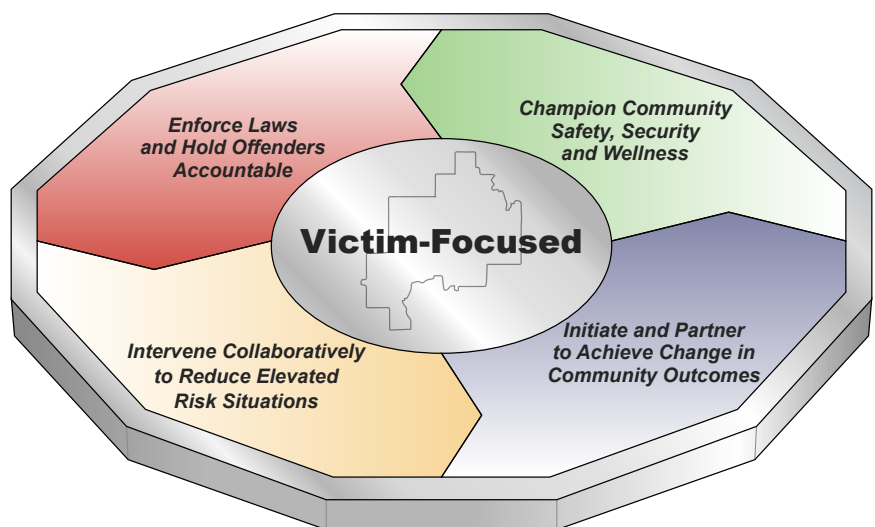 Enforce Laws
and Hold Offenders
Accountable
Champion Community
Safety, Security
and Wellness
Victim-Focused
Intervene Collaboratively
to Reduce Elevated
Risk Situations
Initiate and Partner
to Achieve Change in
Community Outcomes